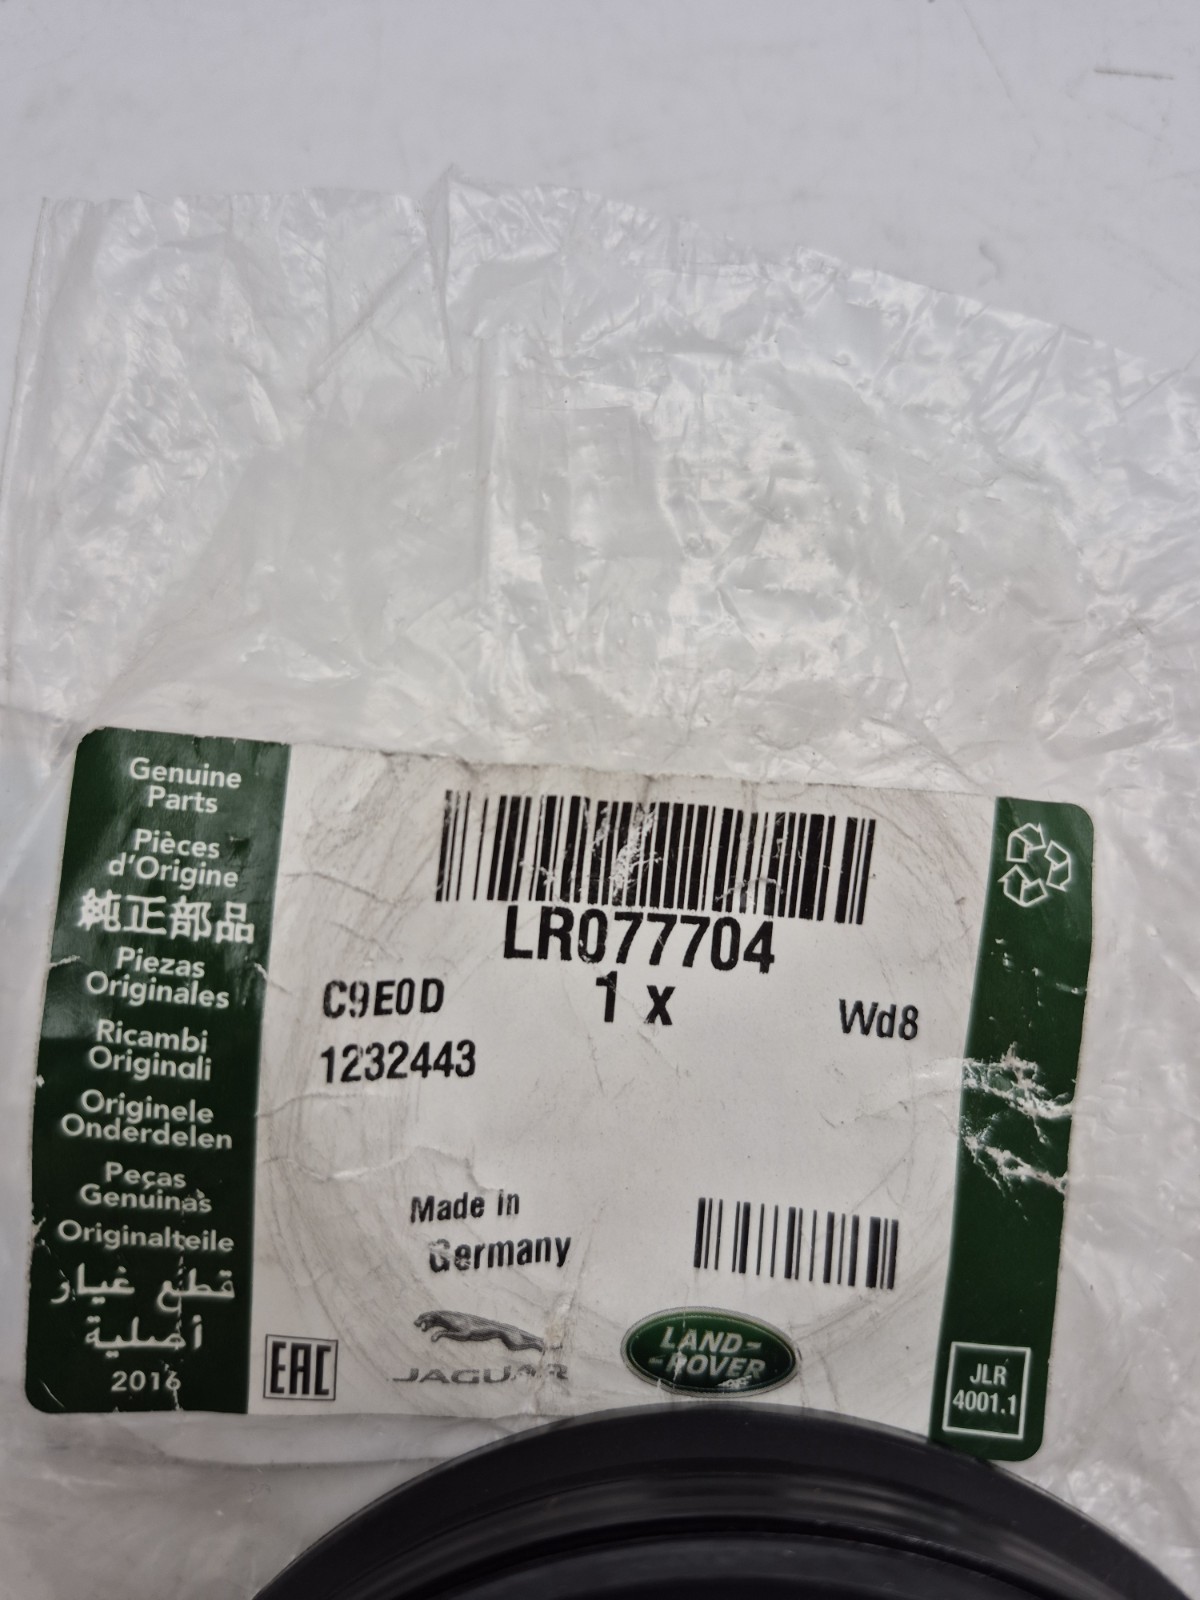 Genuine
Parts
Pièces
d'Origine
純正部品
Piezas
Originales
Ricambi
Originali
Originele
Onderdelen
Peças
Genuinas
Originalteile
قطع غيار
أصلية
2016
LR077704
C9E0D
1 x
Wd8
1232443
Made in
Germany
EAC
JAGUAR
LAND-
-ROVER
JLR
4001.1